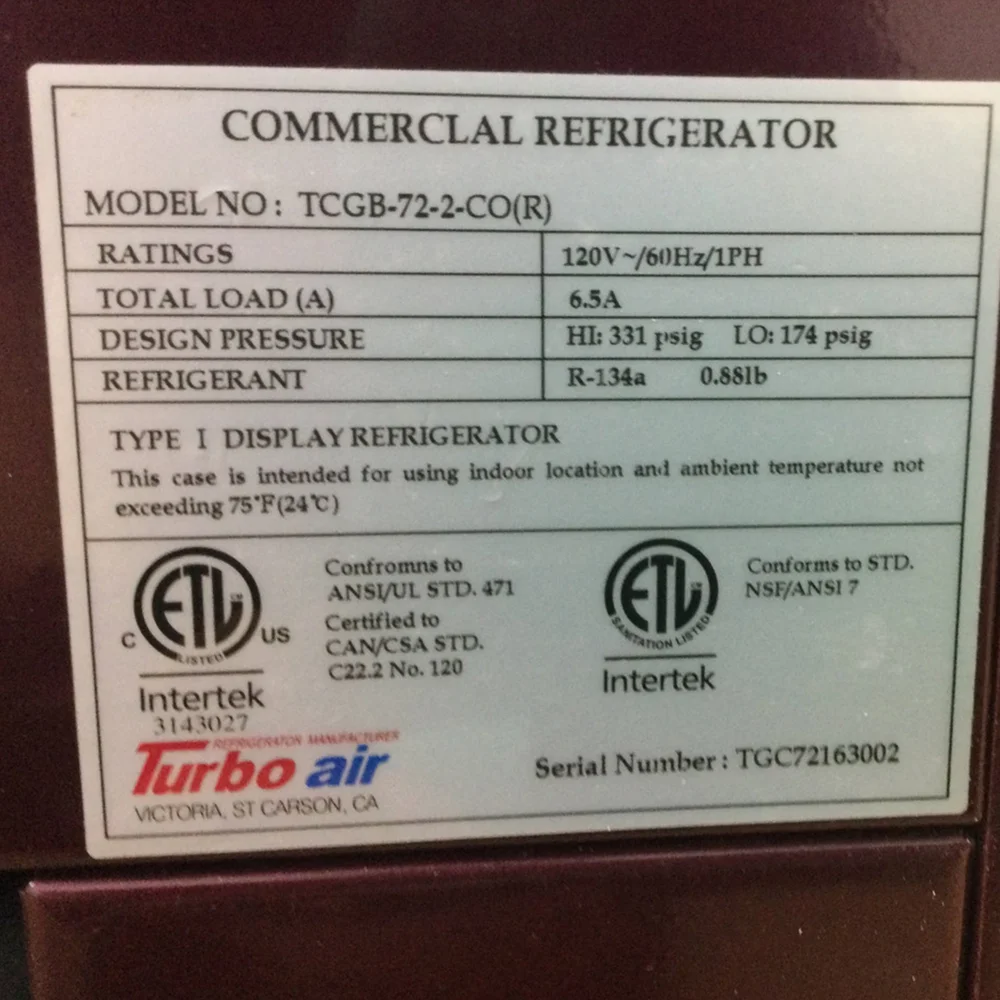 COMMERCLAL REFRIGERATOR
MODEL NO: TCGB-72-2-CO(R)
RATINGS 120V~/60Hz/1PH
TOTAL LOAD (A) 6.5A
DESIGN PRESSURE HI: 331 psig LO: 174 psig
REFRIGERANT R-134a 0.88lb
TYPE I DISPLAY REFRIGERATOR
This case is intended for using indoor location and ambient temperature not
exceeding 75°F(24℃)
C ETL US
LISTED
Intertek
3143027
Confromns to
ANSI/UL STD. 471
Certified to
CAN/CSA STD.
C22.2 No. 120
ETL
SANITATION LISTED
Intertek
Conforms to STD.
NSF/ANSI 7
REFRIGERATOR MANUFACTURER
Turbo air
VICTORIA, ST CARSON, CA
Serial Number: TGC72163002